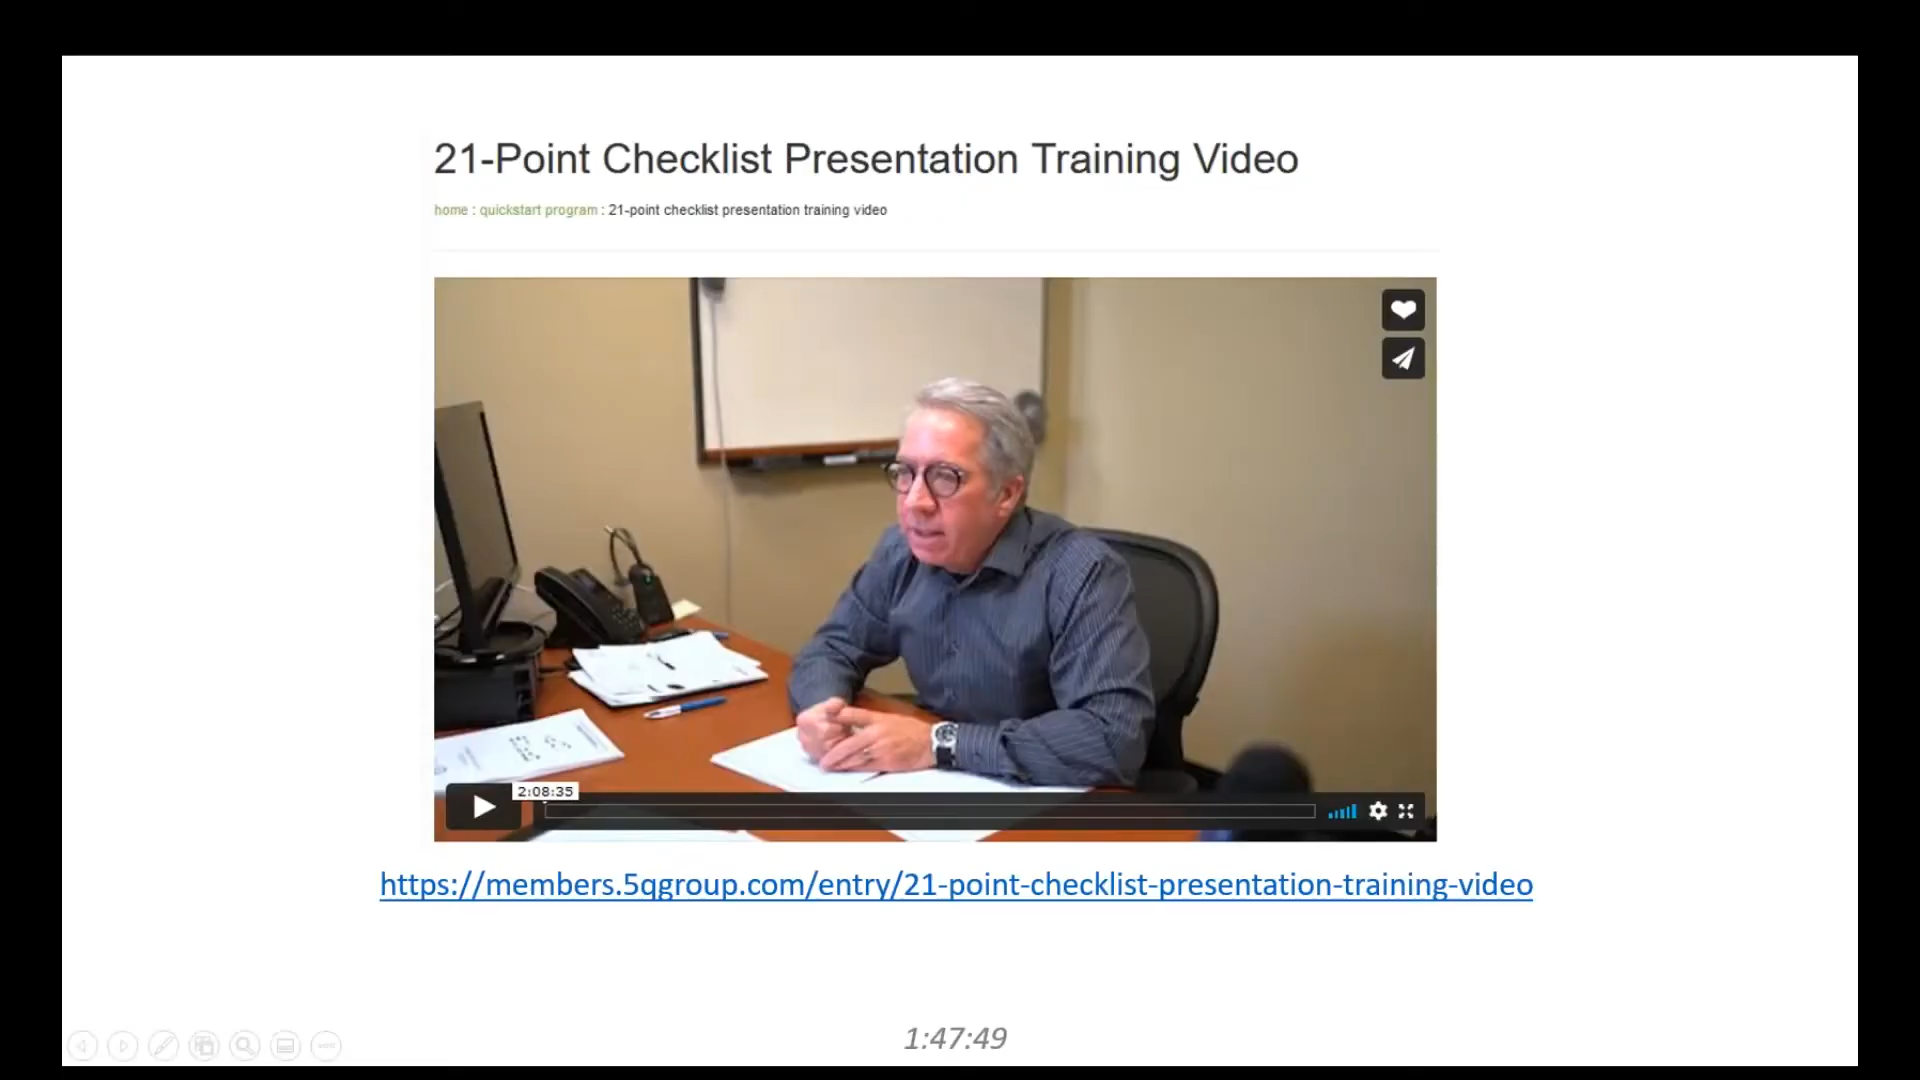 21-Point Checklist Presentation Training Video
home : quickstart program : 21-point checklist presentation training video
2:08:35
https://members.5qgroup.com/entry/21-point-checklist-presentation-training-video
1:47:49